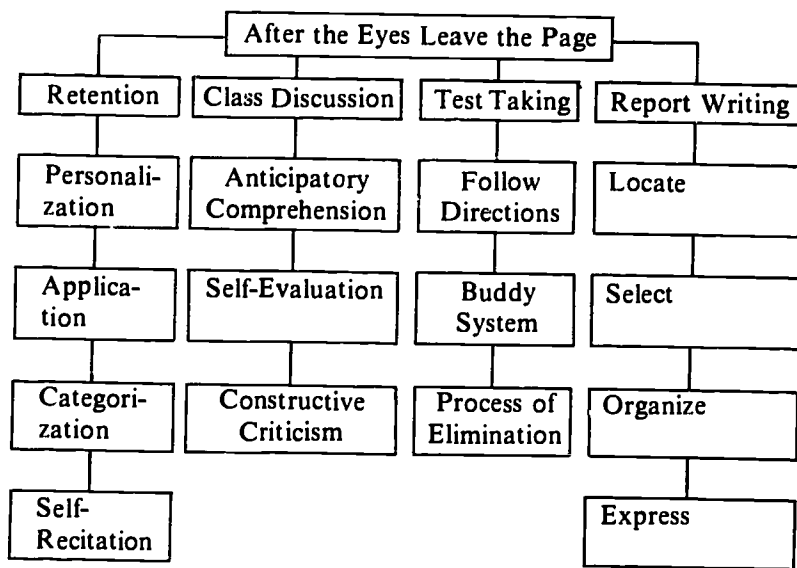 After the Eyes Leave the Page
Retention
Class Discussion
Test Taking
Report Writing
Personali-
zation
Anticipatory
Comprehension
Follow
Directions
Locate
Applica-
tion
Self-Evaluation
Buddy
System
Select
Categori-
zation
Constructive
Criticism
Process of
Elimination
Organize
Self-
Recitation
Express